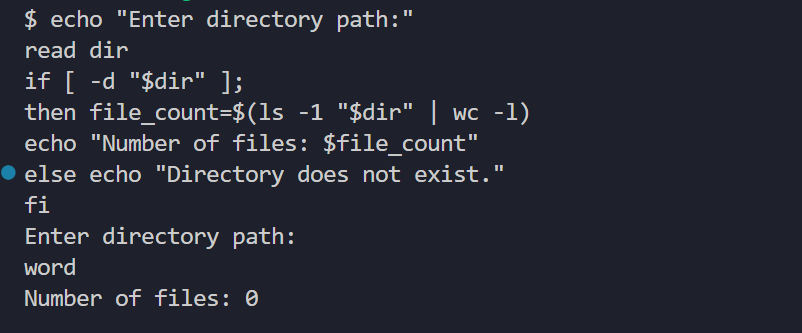 $ echo "Enter directory path:"
read dir
if [ -d "$dir" ];
then file_count=$(ls -1 "$dir" | wc -l)
echo "Number of files: $file_count"
else echo "Directory does not exist."
fi
Enter directory path:
word
Number of files: 0